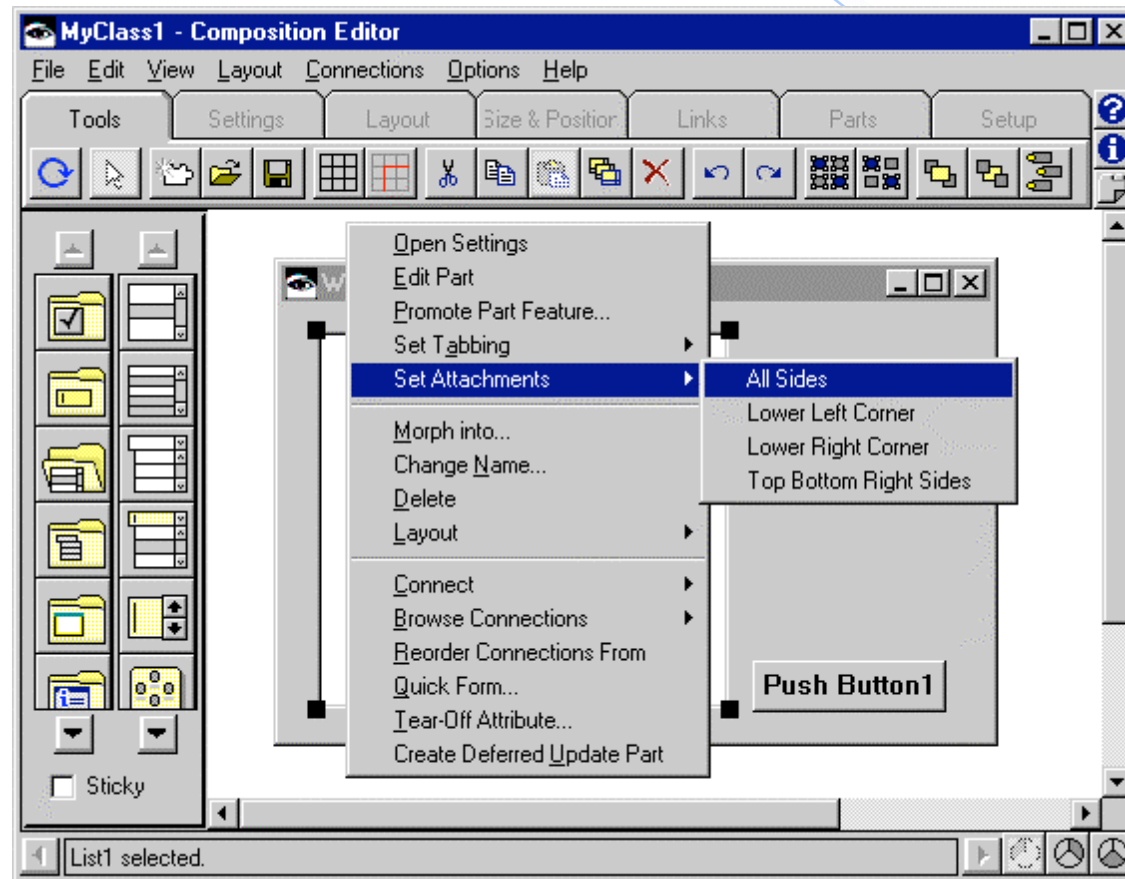 MyClass1 - Composition Editor
File Edit View Layout Connections Options Help
Tools Settings Layout Size & Position Links Parts Setup
W
Open Settings
Edit Part
Promote Part Feature...
Set Tabbing
Set Attachments
All Sides
Lower Left Corner
Lower Right Corner
Top Bottom Right Sides
Morph into...
Change Name...
Delete
Layout
Connect
Browse Connections
Reorder Connections From
Quick Form...
Tear-Off Attribute...
Create Deferred Update Part
Push Button1
Sticky
List1 selected.